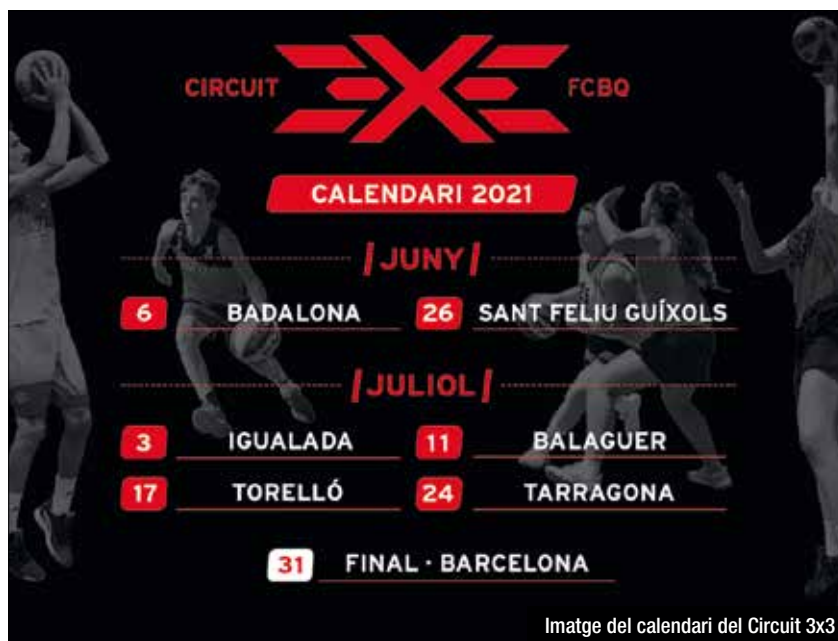 CIRCUIT 3X3 FCBQ
CALENDARI 2021
/JUNY/
6 BADALONA 26 SANT FELIU GUÍXOLS
/JULIOL/
3 IGUALADA 11 BALAGUER
17 TORELLÓ 24 TARRAGONA
31 FINAL · BARCELONA
Imatge del calendari del Circuit 3x3